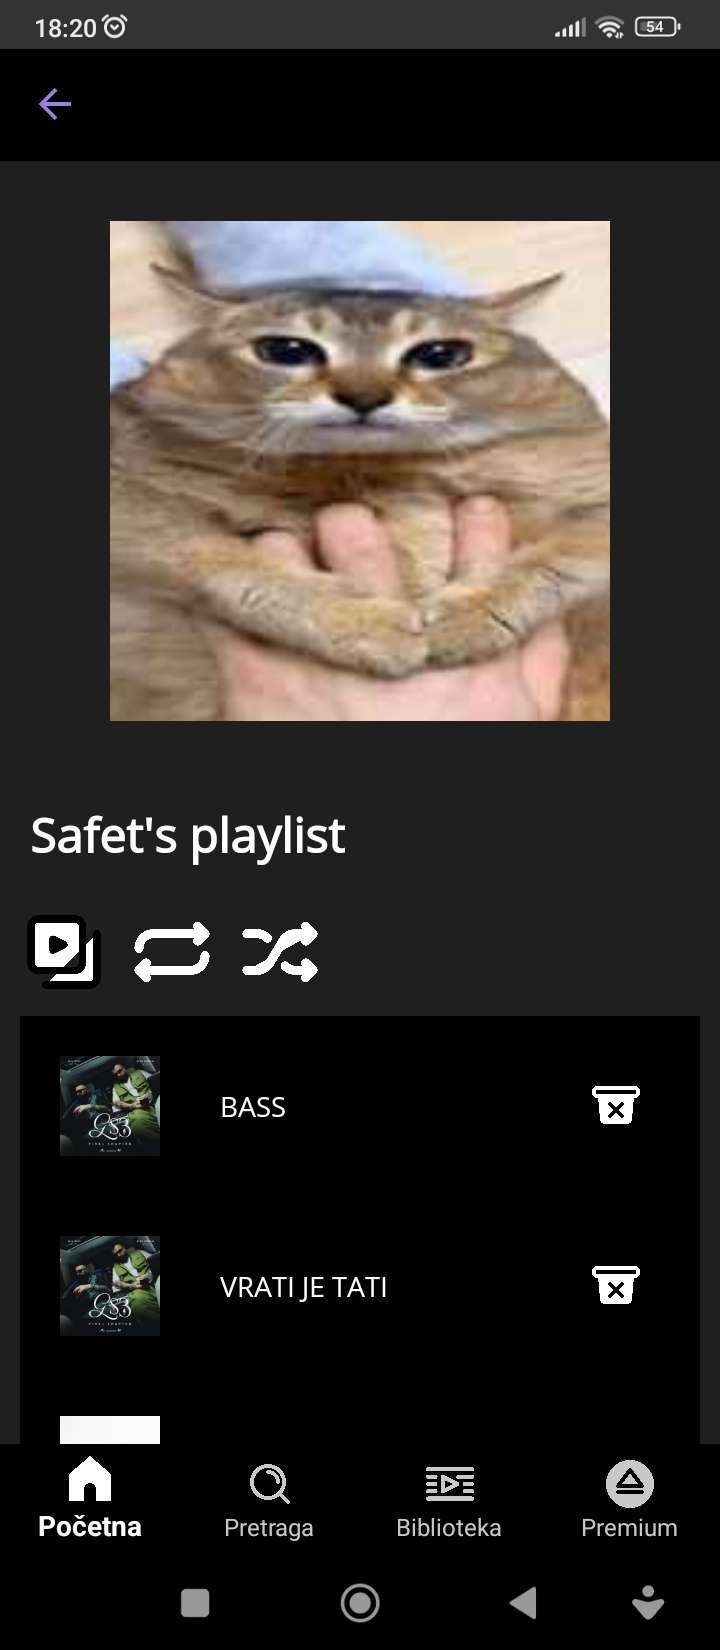 18:20
54
Safet's playlist
BASS
VRATI JE TATI
Početna
Pretraga
Biblioteka
Premium